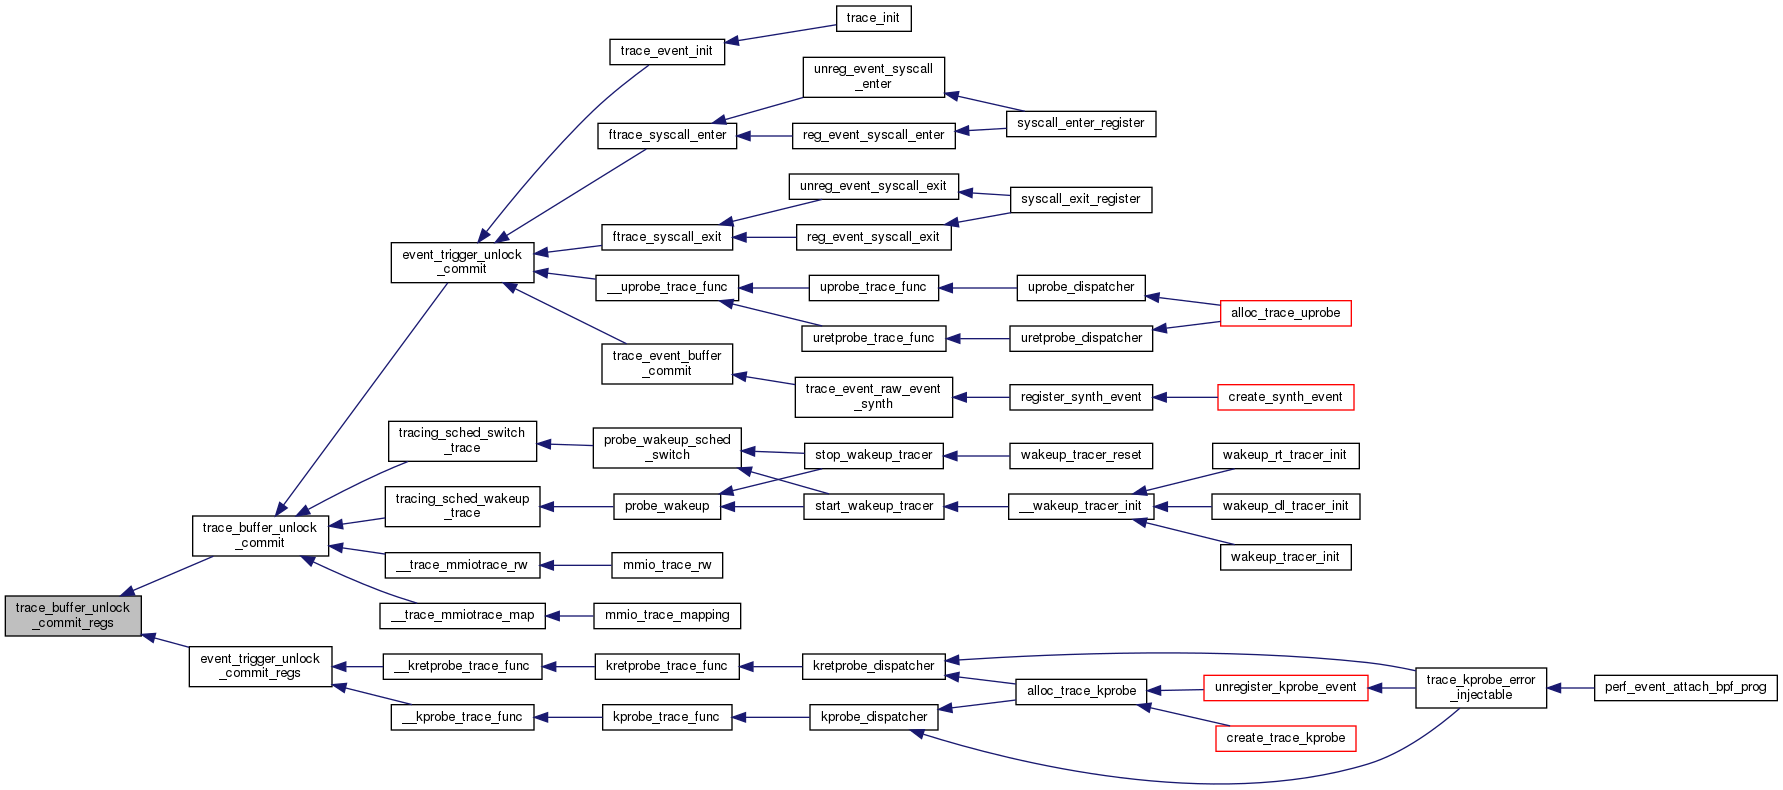 trace_init
trace_event_init
unreg_event_syscall
_enter
syscall_enter_register
ftrace_syscall_enter
reg_event_syscall_enter
unreg_event_syscall_exit
syscall_exit_register
ftrace_syscall_exit
reg_event_syscall_exit
event_trigger_unlock
_commit
__uprobe_trace_func
uprobe_trace_func
uprobe_dispatcher
alloc_trace_uprobe
uretprobe_trace_func
uretprobe_dispatcher
trace_event_buffer
_commit
trace_event_raw_event
_synth
register_synth_event
create_synth_event
tracing_sched_switch
_trace
probe_wakeup_sched
_switch
stop_wakeup_tracer
wakeup_tracer_reset
wakeup_rt_tracer_init
tracing_sched_wakeup
_trace
probe_wakeup
start_wakeup_tracer
__wakeup_tracer_init
wakeup_dl_tracer_init
trace_buffer_unlock
_commit
wakeup_tracer_init
__trace_mmiotrace_rw
mmio_trace_rw
trace_buffer_unlock
_commit_regs
__trace_mmiotrace_map
mmio_trace_mapping
event_trigger_unlock
_commit_regs
__kretprobe_trace_func
kretprobe_trace_func
kretprobe_dispatcher
alloc_trace_kprobe
unregister_kprobe_event
trace_kprobe_error
_injectable
perf_event_attach_bpf_prog
__kprobe_trace_func
kprobe_trace_func
kprobe_dispatcher
create_trace_kprobe